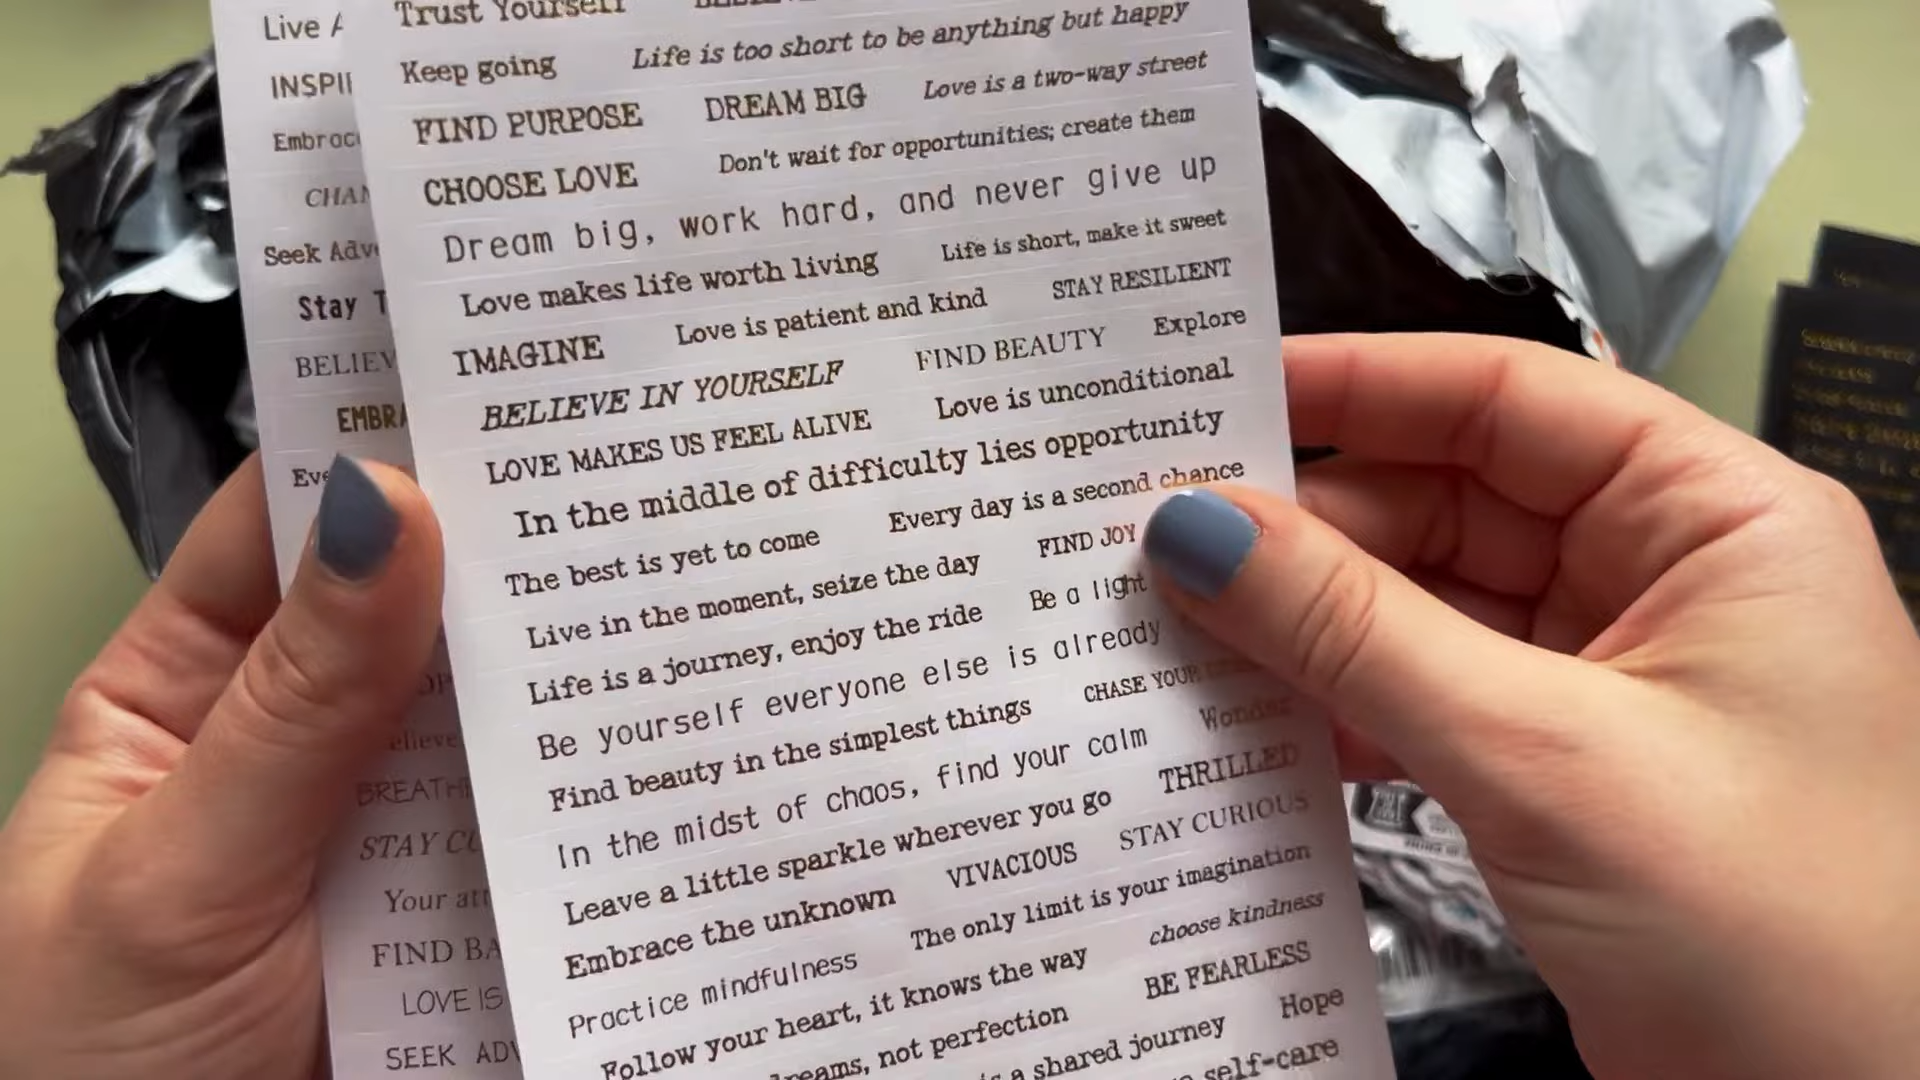 Live
Trust Yourself
Keep going Life is too short to be anything but happy
FIND PURPOSE DREAM BIG Love is a two-way street
CHOOSE LOVE Don't wait for opportunities; create them
Dream big, work hard, and never give up
Love makes life worth living Life is short, make it sweet
IMAGINE Love is patient and kind STAY RESILIENT
BELIEVE IN YOURSELF FIND BEAUTY Explore
LOVE MAKES US FEEL ALIVE Love is unconditional
In the middle of difficulty lies opportunity
The best is yet to come Every day is a second chance
Live in the moment, seize the day FIND JOY
Life is a journey, enjoy the ride Be a light
Be yourself everyone else is already
Find beauty in the simplest things CHASE YOUR
In the midst of chaos, find your calm Wonder
Leave a little sparkle wherever you go THRILLED
Embrace the unknown VIVACIOUS STAY CURIOUS
Practice mindfulness The only limit is your imagination
Follow your heart, it knows the way choose kindness
not perfection BE FEARLESS
a shared journey Hope
self-care
Seek
Stay
STAY
Your
FIND
LOVE IS
SEEK